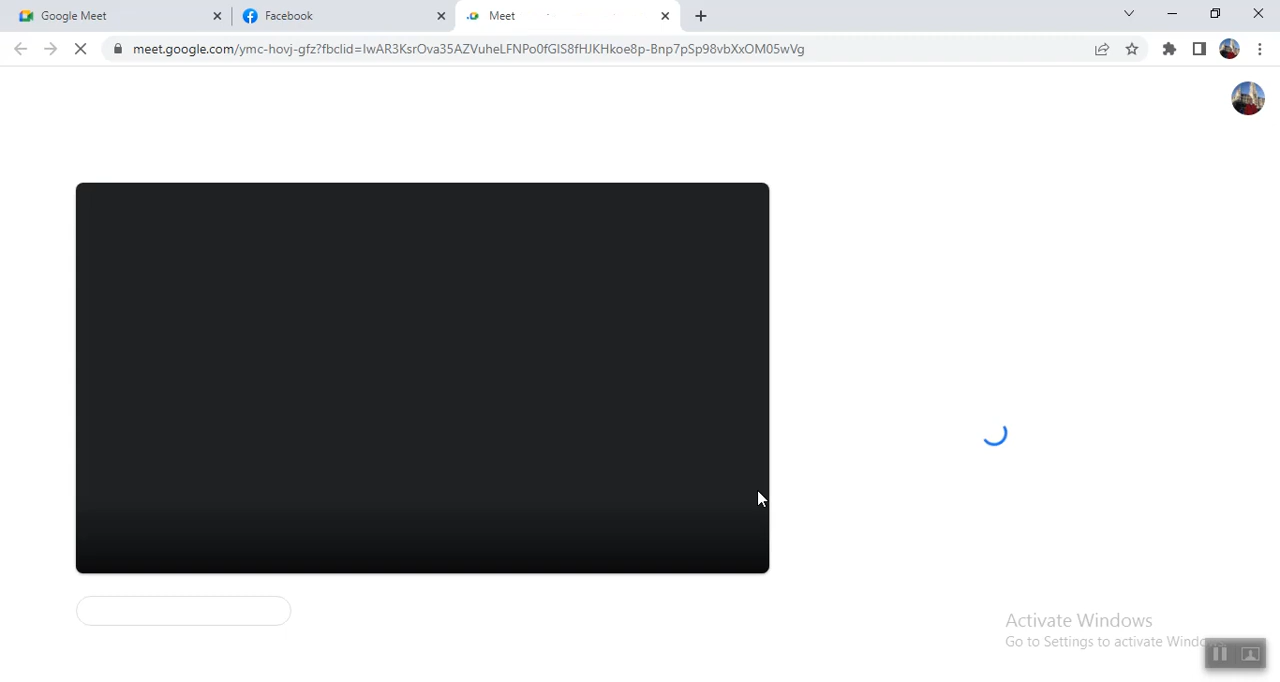 Google Meet
Facebook
Meet
meet.google.com/ymc-hovj-gfz?fbclid=IwAR3KsrOva35AZVuheLFNPo0fGIS8fHJKHkoe8p-Bnp7pSp98vbXxOM05wVg
Activate Windows
Go to Settings to activate